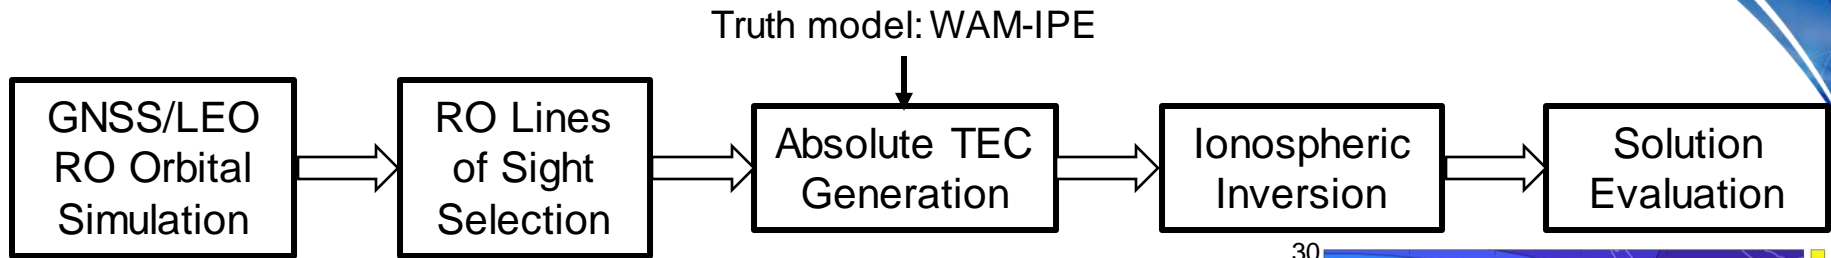 Truth model: WAM-IPE
GNSS/LEO
RO Orbital
Simulation
RO Lines
of Sight
Selection
Absolute TEC
Generation
Ionospheric
Inversion
Solution
Evaluation
30